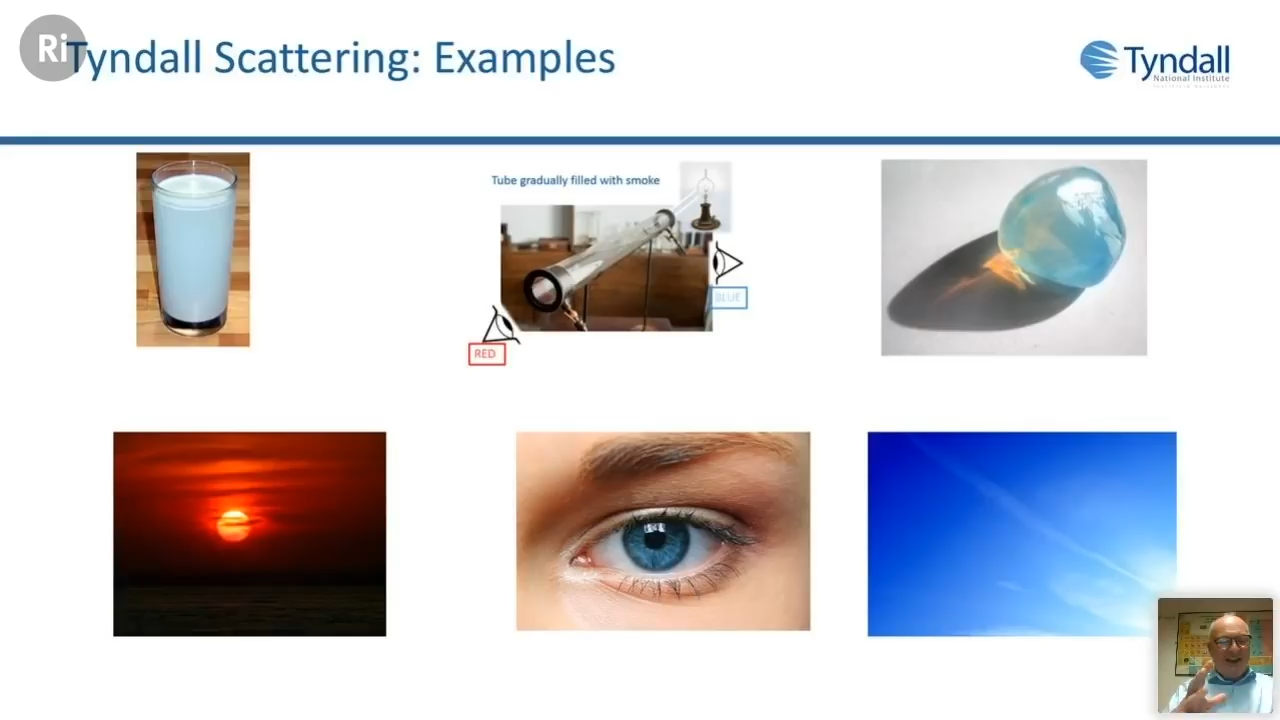 Ri
Tyndall Scattering: Examples
Tyndall
National Institute
Tube gradually filled with smoke
BLUE
RED